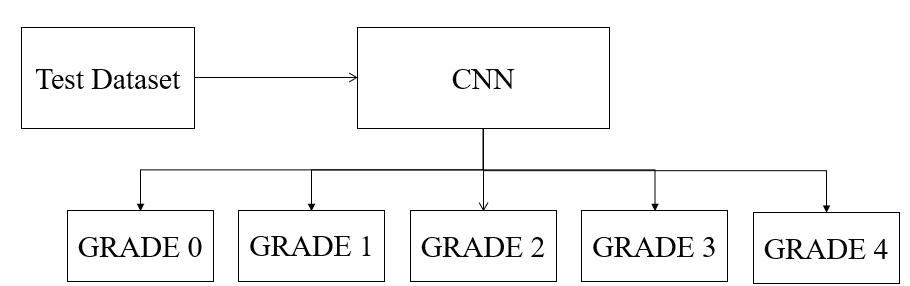 Test Dataset
CNN
GRADE 0
GRADE 1
GRADE 2
GRADE 3
GRADE 4